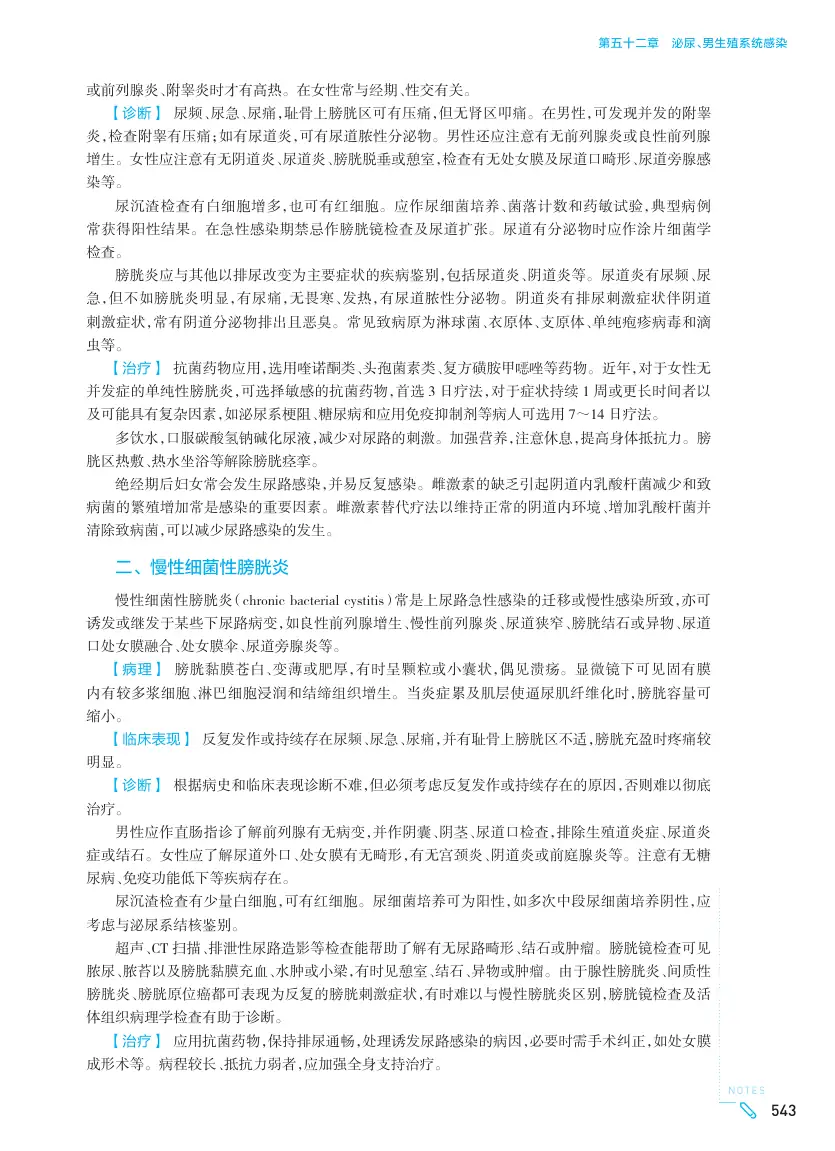 第五十二章 泌尿、男生殖系统感染
或前列腺炎、附睾炎时才有高热。在女性常与经期、性交有关。
【诊断】 尿频、尿急、尿痛,耻骨上膀胱区可有压痛,但无肾区叩痛。在男性,可发现并发的附睾
炎,检查附睾有压痛;如有尿道炎,可有尿道脓性分泌物。男性还应注意有无前列腺炎或良性前列腺
增生。女性应注意有无阴道炎、尿道炎、膀胱脱垂或憩室,检查有无处女膜及尿道口畸形、尿道旁腺感
染等。
尿沉渣检查有白细胞增多,也可有红细胞。应作尿细菌培养、菌落计数和药敏试验,典型病例
常获得阳性结果。在急性感染期禁忌作膀胱镜检查及尿道扩张。尿道有分泌物时应作涂片细菌学
检查。
膀胱炎应与其他以排尿改变为主要症状的疾病鉴别,包括尿道炎、阴道炎等。尿道炎有尿频、尿
急,但不如膀胱炎明显,有尿痛,无畏寒、发热,有尿道脓性分泌物。阴道炎有排尿刺激症状伴阴道
刺激症状,常有阴道分泌物排出且恶臭。常见致病原为淋球菌、衣原体、支原体、单纯疱疹病毒和滴
虫等。
【治疗】 抗菌药物应用,选用喹诺酮类、头孢菌素类、复方磺胺甲噁唑等药物。近年,对于女性无
并发症的单纯性膀胱炎,可选择敏感的抗菌药物,首选 3 日疗法,对于症状持续 1 周或更长时间者以
及可能具有复杂因素,如泌尿系梗阻、糖尿病和应用免疫抑制剂等病人可选用 7～14 日疗法。
多饮水,口服碳酸氢钠碱化尿液,减少对尿路的刺激。加强营养,注意休息,提高身体抵抗力。膀
胱区热敷、热水坐浴等解除膀胱痉挛。
绝经期后妇女常会发生尿路感染,并易反复感染。雌激素的缺乏引起阴道内乳酸杆菌减少和致
病菌的繁殖增加常是感染的重要因素。雌激素替代疗法以维持正常的阴道内环境、增加乳酸杆菌并
清除致病菌,可以减少尿路感染的发生。
二、慢性细菌性膀胱炎
慢性细菌性膀胱炎(chronic bacterial cystitis)常是上尿路急性感染的迁移或慢性感染所致,亦可
诱发或继发于某些下尿路病变,如良性前列腺增生、慢性前列腺炎、尿道狭窄、膀胱结石或异物、尿道
口处女膜融合、处女膜伞、尿道旁腺炎等。
【病理】 膀胱黏膜苍白、变薄或肥厚,有时呈颗粒或小囊状,偶见溃疡。显微镜下可见固有膜
内有较多浆细胞、淋巴细胞浸润和结缔组织增生。当炎症累及肌层使逼尿肌纤维化时,膀胱容量可
缩小。
【临床表现】 反复发作或持续存在尿频、尿急、尿痛,并有耻骨上膀胱区不适,膀胱充盈时疼痛较
明显。
【诊断】 根据病史和临床表现诊断不难,但必须考虑反复发作或持续存在的原因,否则难以彻底
治疗。
男性应作直肠指诊了解前列腺有无病变,并作阴囊、阴茎、尿道口检查,排除生殖道炎症、尿道炎
症或结石。女性应了解尿道外口、处女膜有无畸形,有无宫颈炎、阴道炎或前庭腺炎等。注意有无糖
尿病、免疫功能低下等疾病存在。
尿沉渣检查有少量白细胞,可有红细胞。尿细菌培养可为阳性,如多次中段尿细菌培养阴性,应
考虑与泌尿系结核鉴别。
超声、CT 扫描、排泄性尿路造影等检查能帮助了解有无尿路畸形、结石或肿瘤。膀胱镜检查可见
脓尿、脓苔以及膀胱黏膜充血、水肿或小梁,有时见憩室、结石、异物或肿瘤。由于腺性膀胱炎、间质性
膀胱炎、膀胱原位癌都可表现为反复的膀胱刺激症状,有时难以与慢性膀胱炎区别,膀胱镜检查及活
体组织病理学检查有助于诊断。
【治疗】 应用抗菌药物,保持排尿通畅,处理诱发尿路感染的病因,必要时需手术纠正,如处女膜
成形术等。病程较长、抵抗力弱者,应加强全身支持治疗。
NOTES
543